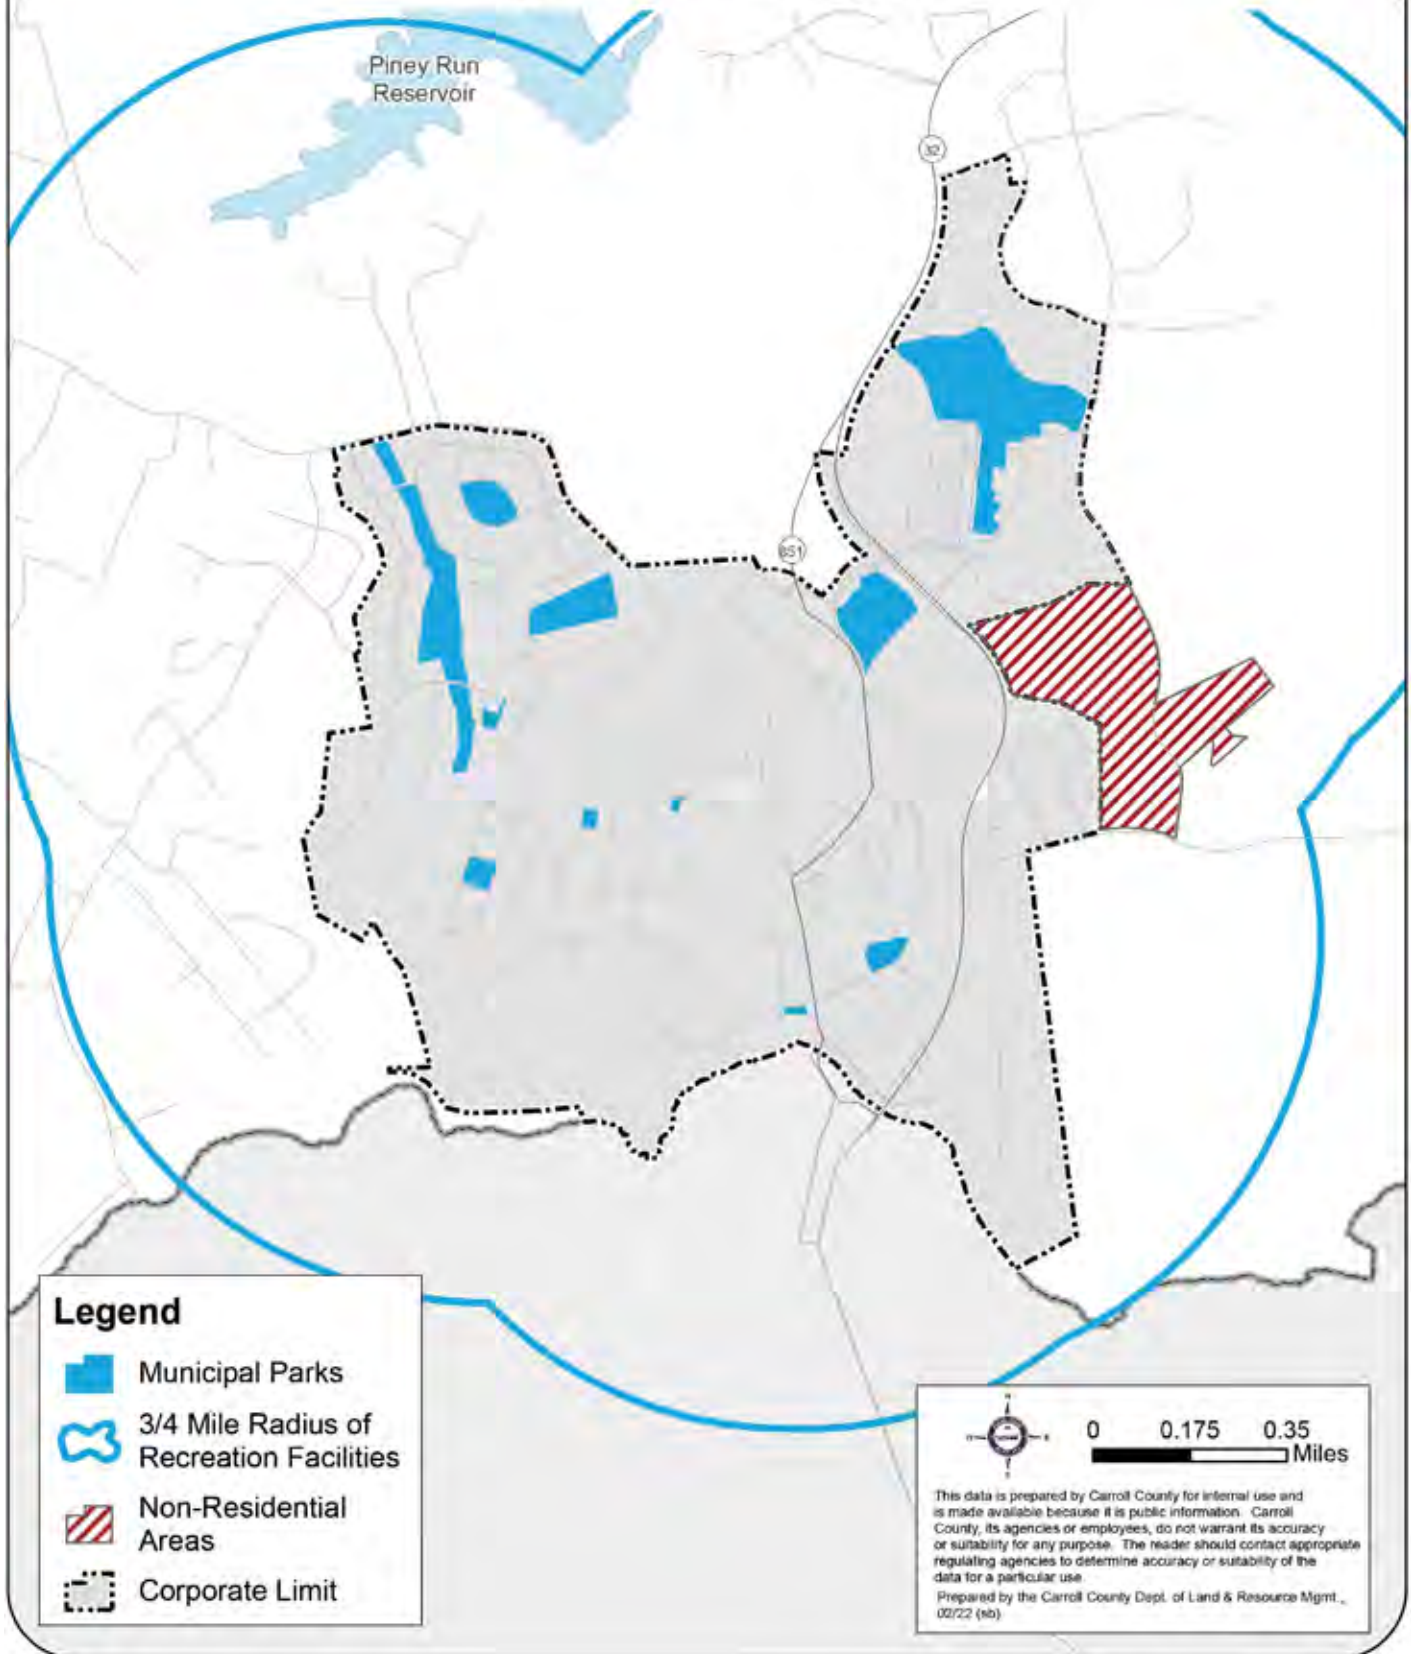 Piney Run
Reservoir
32
851
Legend
Municipal Parks
3/4 Mile Radius of
Recreation Facilities
Non-Residential
Areas
Corporate Limit
0 0.175 0.35
Miles
This data is prepared by Carroll County for internal use and
is made available because it is public information. Carroll
County, its agencies or employees, do not warrant its accuracy
or suitability for any purpose. The reader should contact appropriate
regulating agencies to determine accuracy or suitability of the
data for a particular use
Prepared by the Carroll County Dept. of Land & Resource Mgmt.,
02/22 (sb)